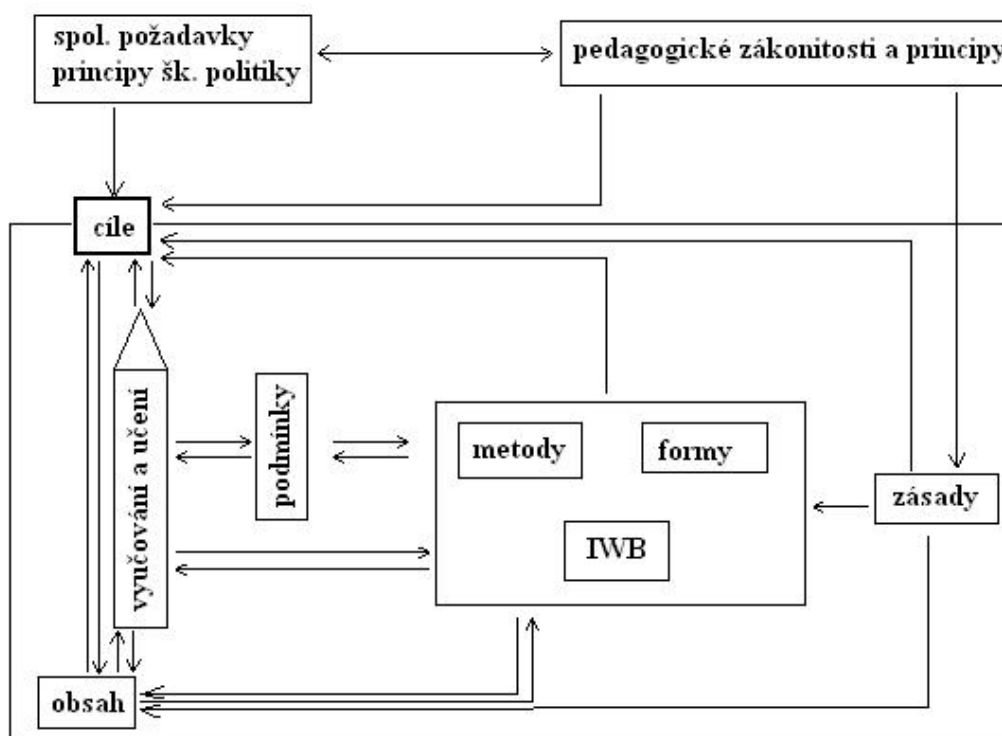 spol. požadavky
principy šk. politiky
pedagogické zákonitosti a principy
cíle
vyučování a učení
podmínky
metody
formy
IWB
zásady
obsah